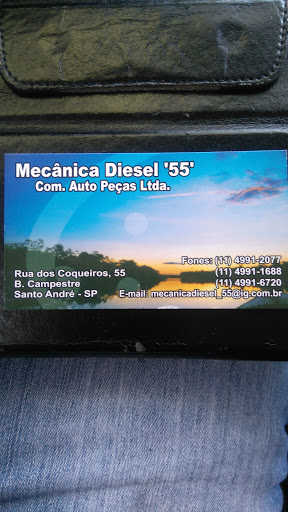 Mecânica Diesel '55'
Com. Auto Peças Ltda.
Fones: (11) 4991-2077
(11) 4991-1688
(11) 4991-6720
Rua dos Coqueiros, 55
B. Campestre
Santo André - SP
E-mail: mecanicadiesel_55@ig.com.br